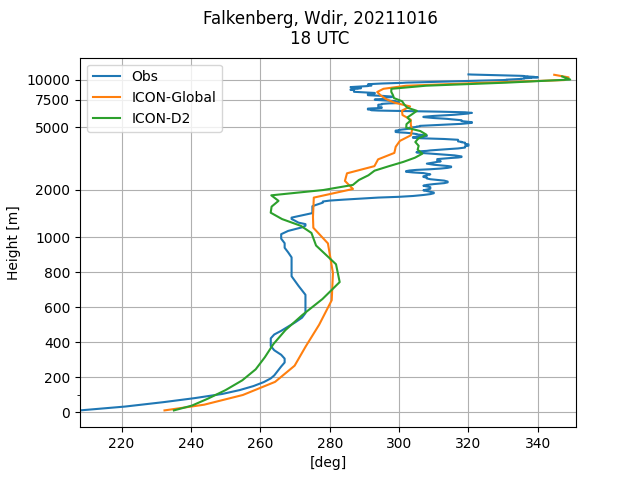 Falkenberg, Wdir, 20211016
18 UTC
Obs
ICON-Global
ICON-D2
10000
7500
5000
2000
1000
800
600
400
200
0
Height [m]
220 240 260 280 300 320 340
[deg]